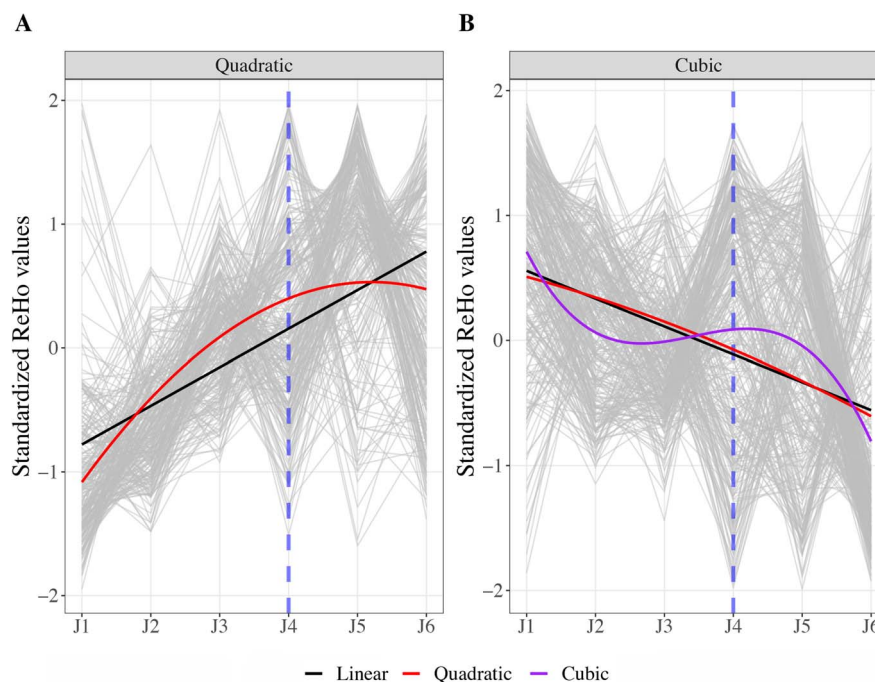 A
B
Quadratic
Cubic
Standardized ReHo values
2
1
0
−1
−2
J1 J2 J3 J4 J5 J6
Standardized ReHo values
2
1
0
−1
−2
J1 J2 J3 J4 J5 J6
Linear Quadratic Cubic